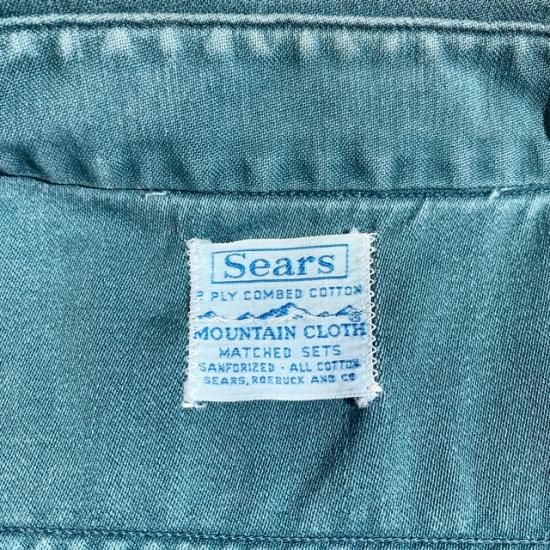 Sears
2 PLY COMBED COTTON
®
MOUNTAIN CLOTH
MATCHED SETS
SANFORIZED · ALL COTTON
SEARS, ROEBUCK AND CO.